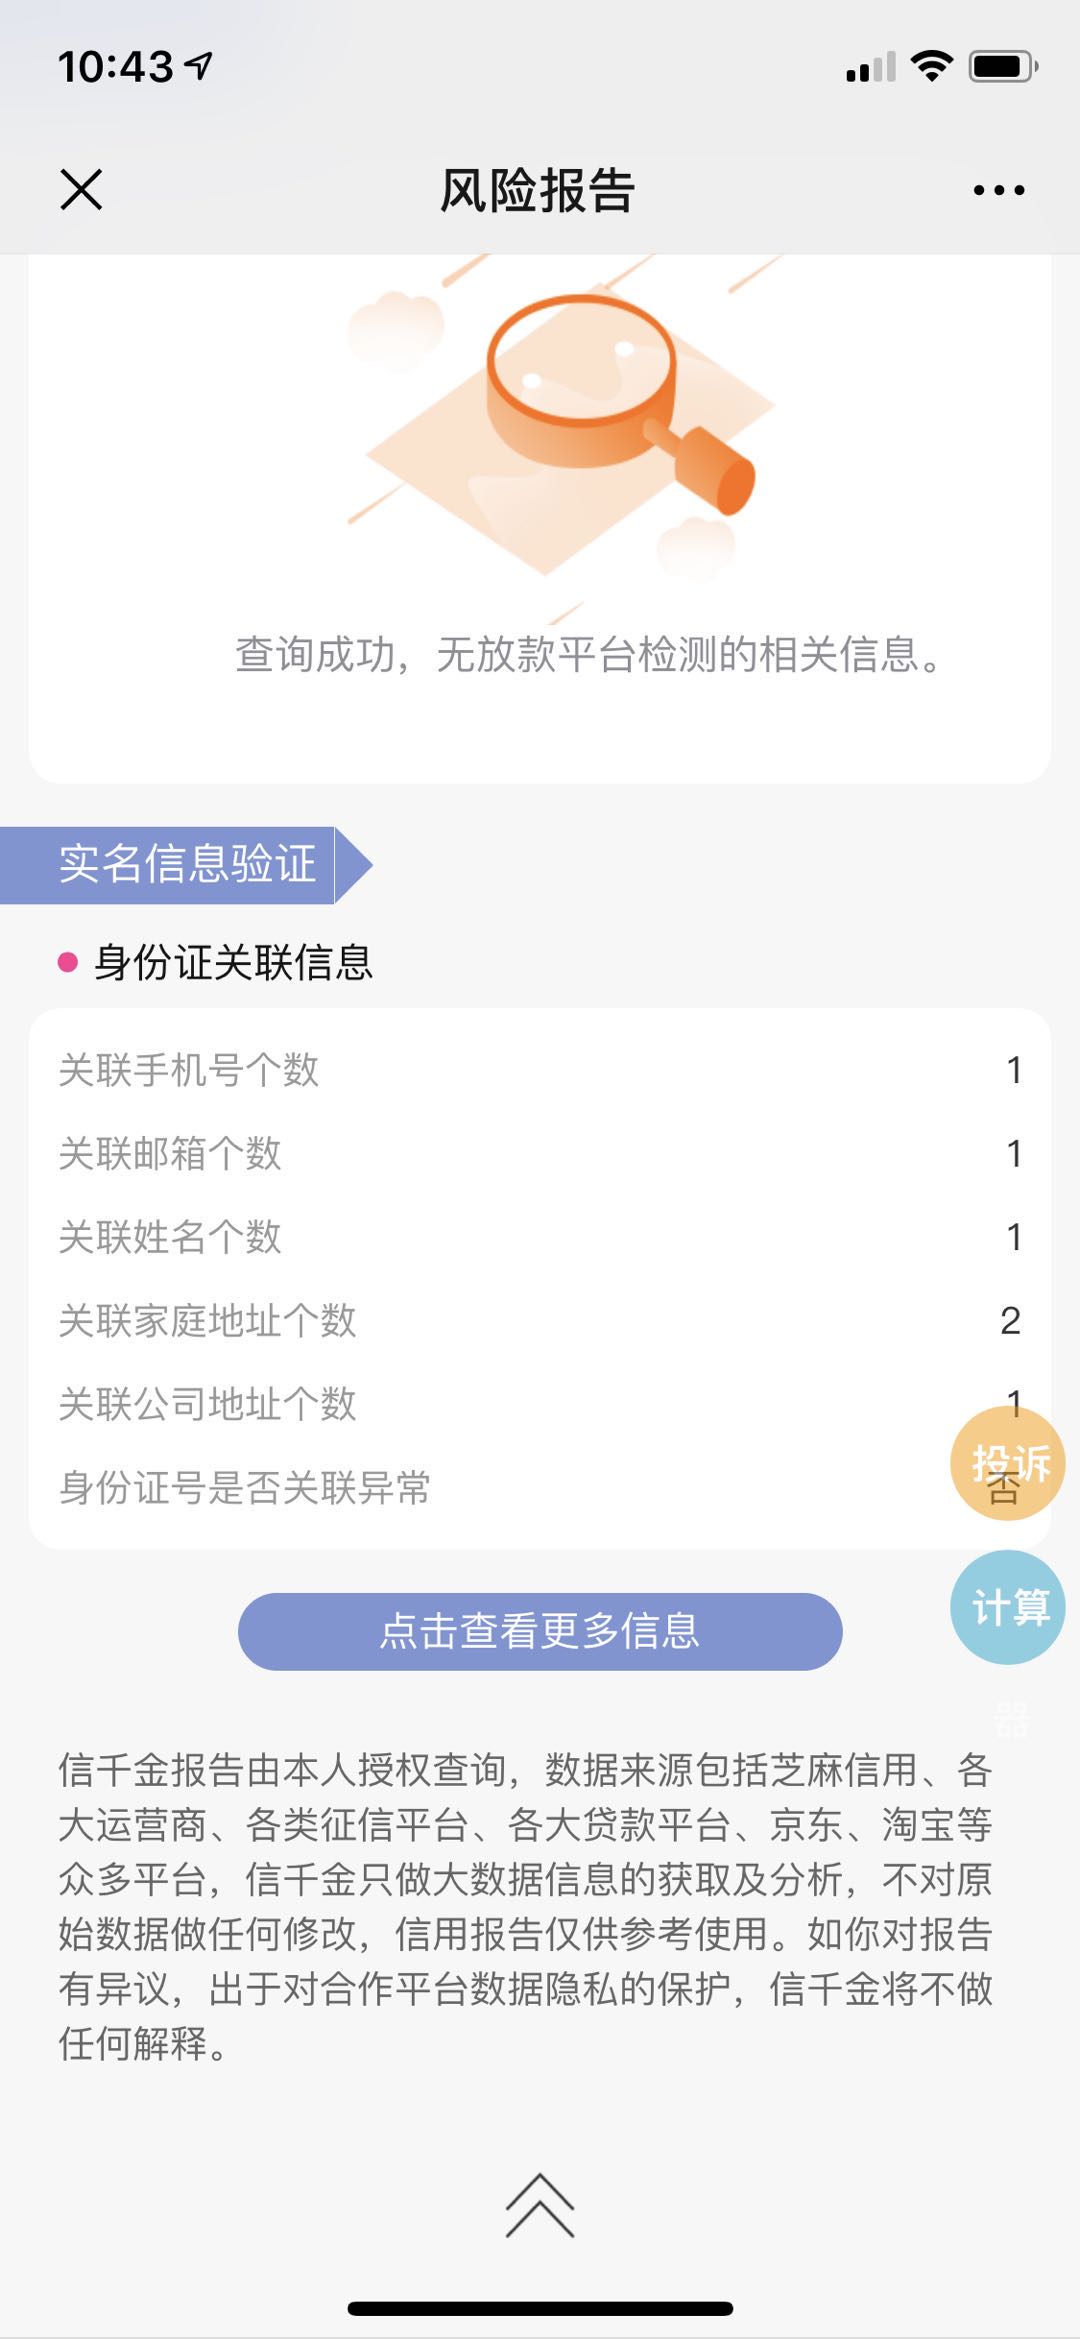 10:43
风险报告
查询成功，无放款平台检测的相关信息。
实名信息验证
身份证关联信息
关联手机号个数 1
关联邮箱个数 1
关联姓名个数 1
关联家庭地址个数 2
关联公司地址个数 1
投诉
身份证号是否关联异常 否
计算
器
点击查看更多信息
信千金报告由本人授权查询，数据来源包括芝麻信用、各
大运营商、各类征信平台、各大贷款平台、京东、淘宝等
众多平台，信千金只做大数据信息的获取及分析，不对原
始数据做任何修改，信用报告仅供参考使用。如你对报告
有异议，出于对合作平台数据隐私的保护，信千金将不做
任何解释。